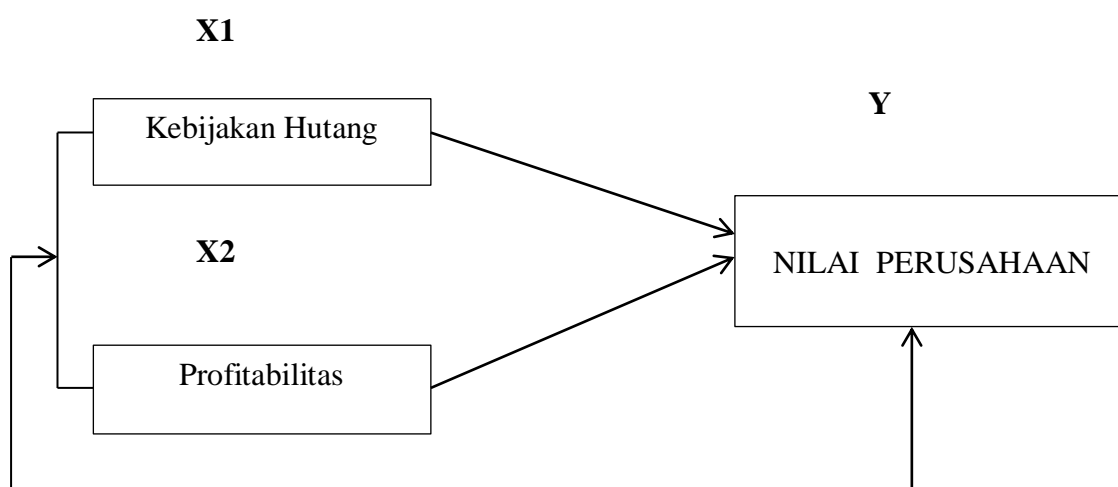 X1
Kebijakan Hutang
Y
X2
NILAI PERUSAHAAN
Profitabilitas